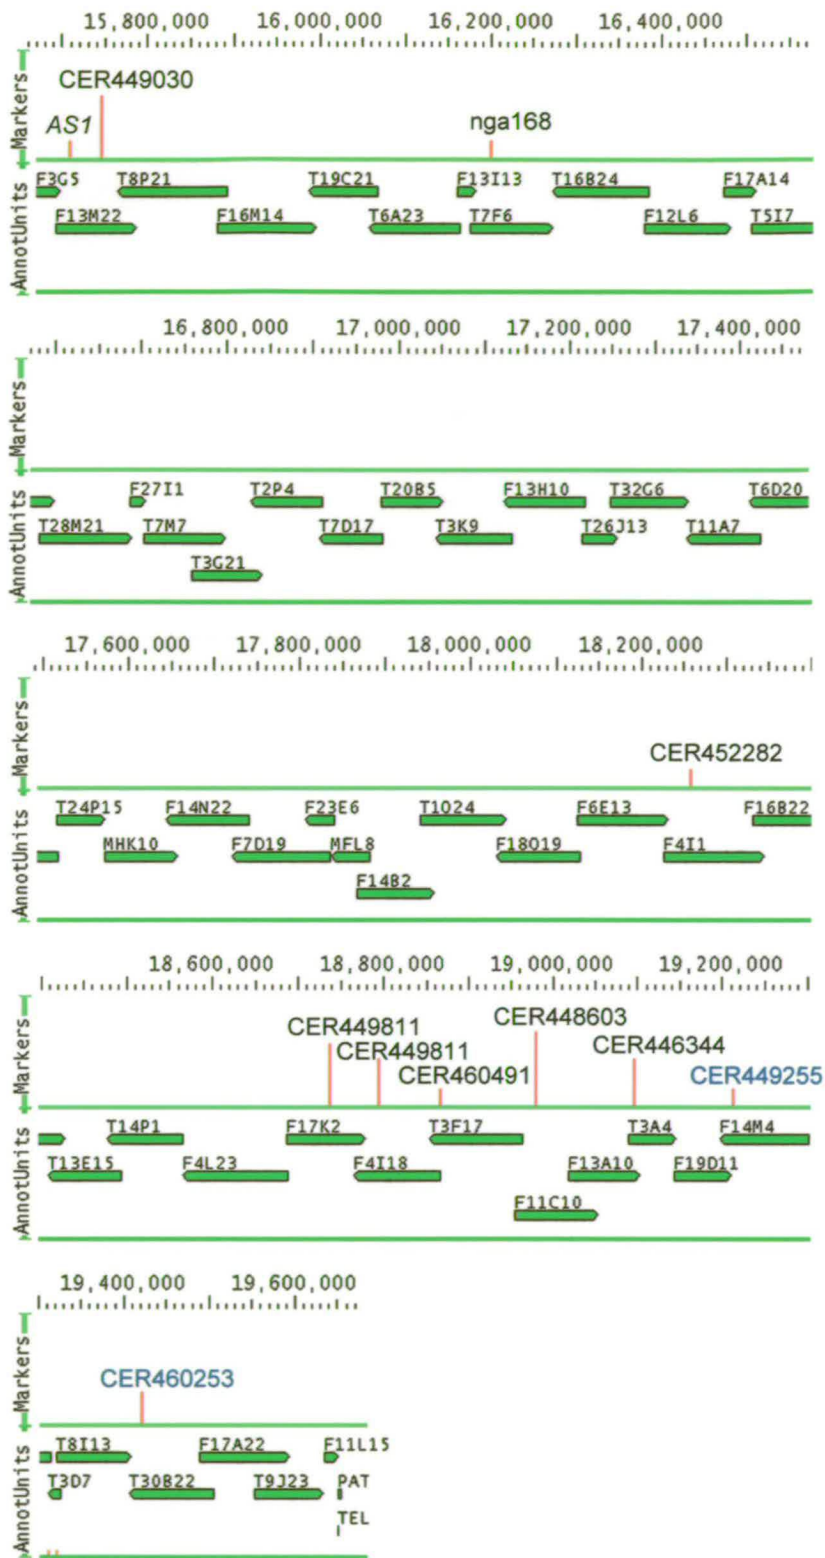 15,800,000 16,000,000 16,200,000 16,400,000
Markers
CER449030
AS1 nga168
AnnotUnits
F3G5 T8P21 T19C21 F13I13 T16B24 F17A14
F13M22 F16M14 T6A23 T7F6 F12L6 T5I7
16,800,000 17,000,000 17,200,000 17,400,000
Markers
AnnotUnits
F27I1 T2P4 T20B5 F13H10 T32G6 T6D20
T28M21 T7M7 T7D17 T3K9 T26J13 T11A7
T3G21
17,600,000 17,800,000 18,000,000 18,200,000
Markers
CER452282
AnnotUnits
T24P15 F14N22 F23E6 T1024 F6E13 F16B22
MHK10 F7D19 MFL8 F18O19 F4I1
F14B2
18,600,000 18,800,000 19,000,000 19,200,000
Markers
CER449811 CER448603
CER449811 CER446344
CER460491 CER449255
AnnotUnits
T14P1 F17K2 T3F17 T3A4 F14M4
T13E15 F4L23 F4I18 F13A10 F19D11
F11C10
19,400,000 19,600,000
Markers
CER460253
AnnotUnits
T8I13 F17A22 F11L15
T3D7 T30B22 T9J23 PAT
TEL